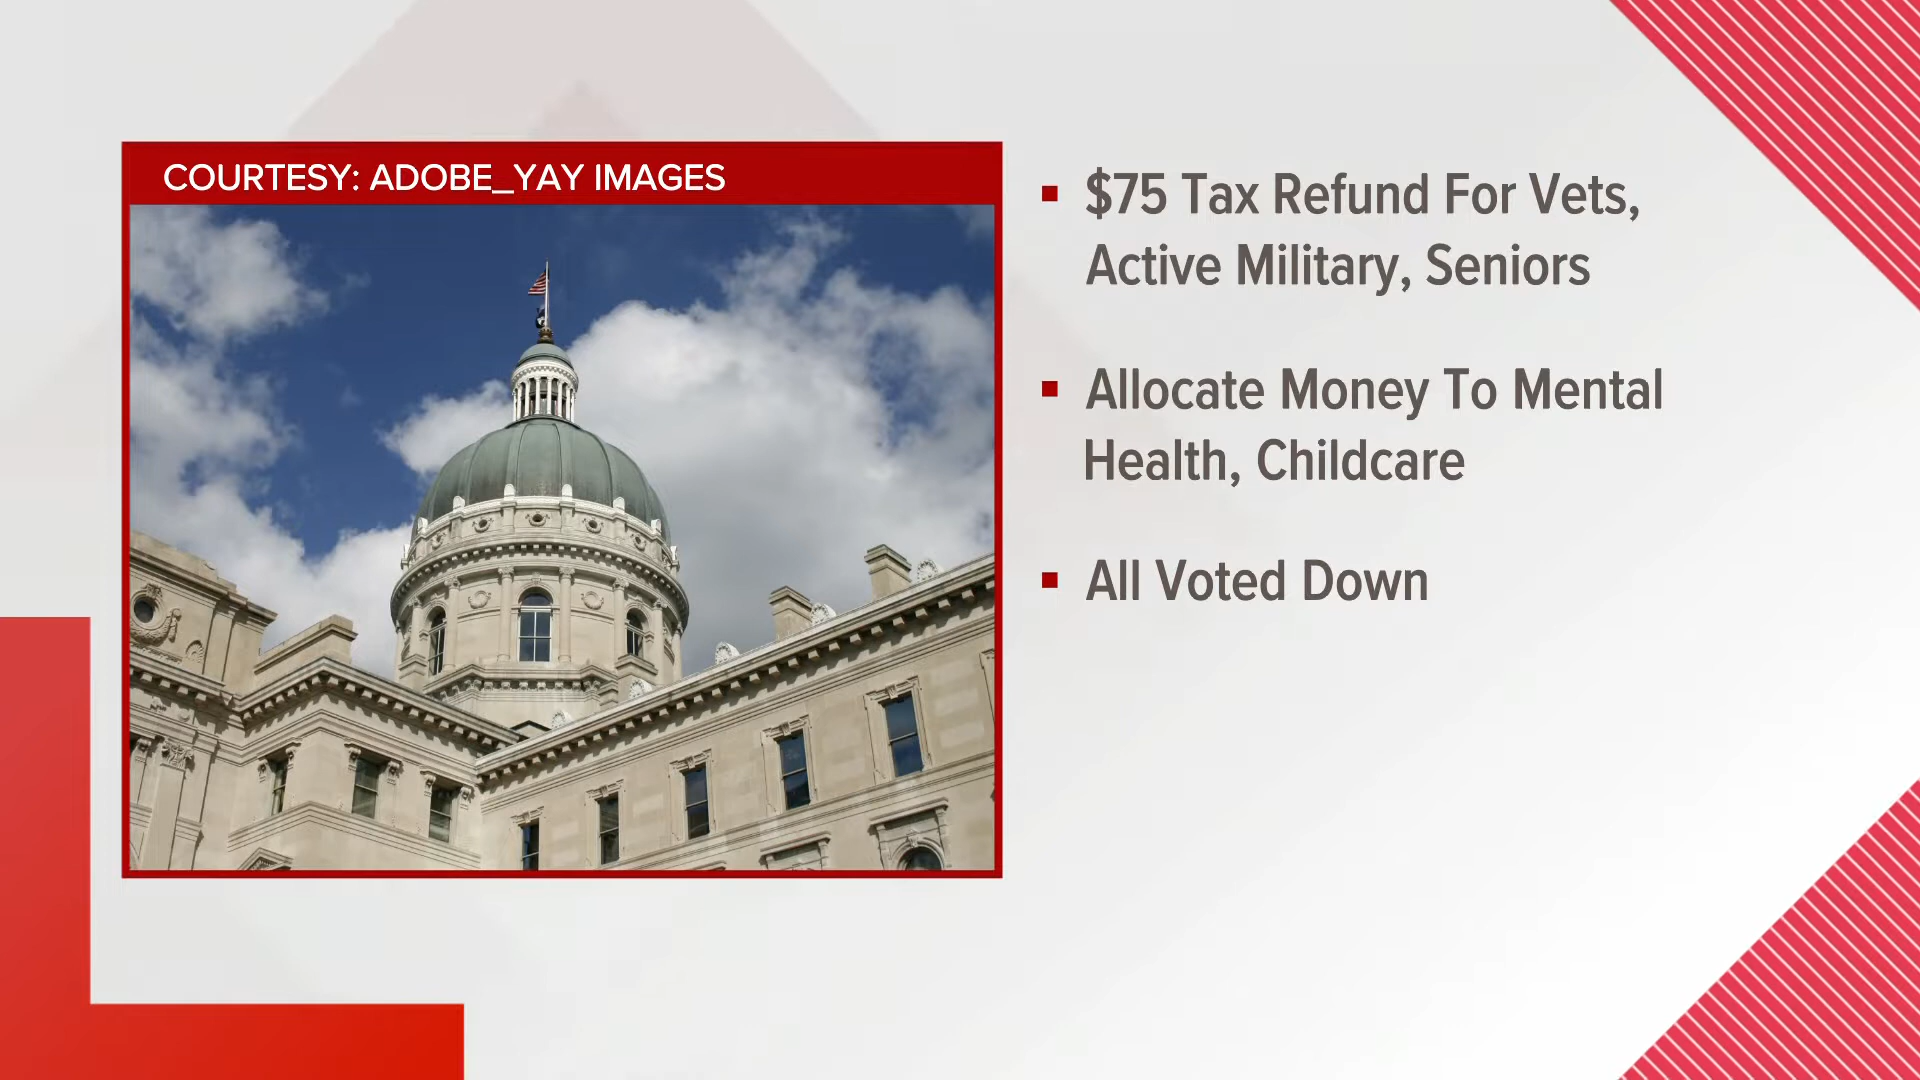 COURTESY: ADOBE_YAY IMAGES
$75 Tax Refund For Vets,
Active Military, Seniors
Allocate Money To Mental
Health, Childcare
All Voted Down